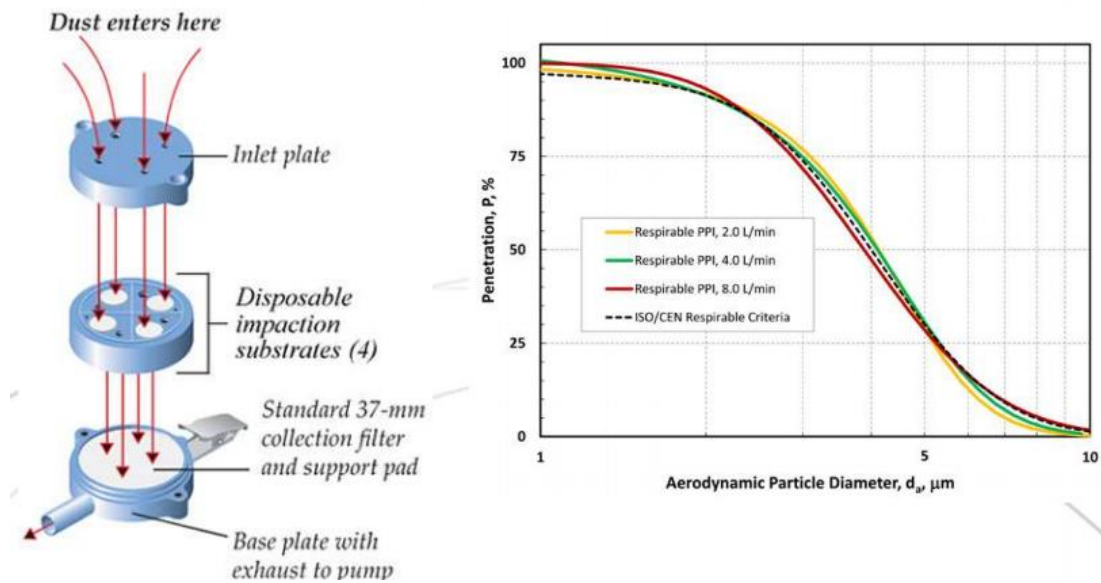 Dust enters here
Inlet plate
Disposable
impaction
substrates (4)
Standard 37-mm
collection filter
and support pad
Base plate with
exhaust to pump
Penetration, P, %
100
75
50
25
0
Respirable PPI, 2.0 L/min
Respirable PPI, 4.0 L/min
Respirable PPI, 8.0 L/min
ISO/CEN Respirable Criteria
1
5
10
Aerodynamic Particle Diameter, dₐ, µm